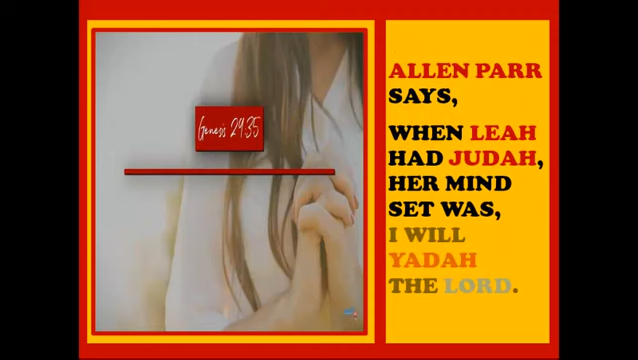 Genesis 29:35
ALLEN PARR
SAYS,
WHEN LEAH
HAD JUDAH,
HER MIND
SET WAS,
I WILL
YADAH
THE LORD.